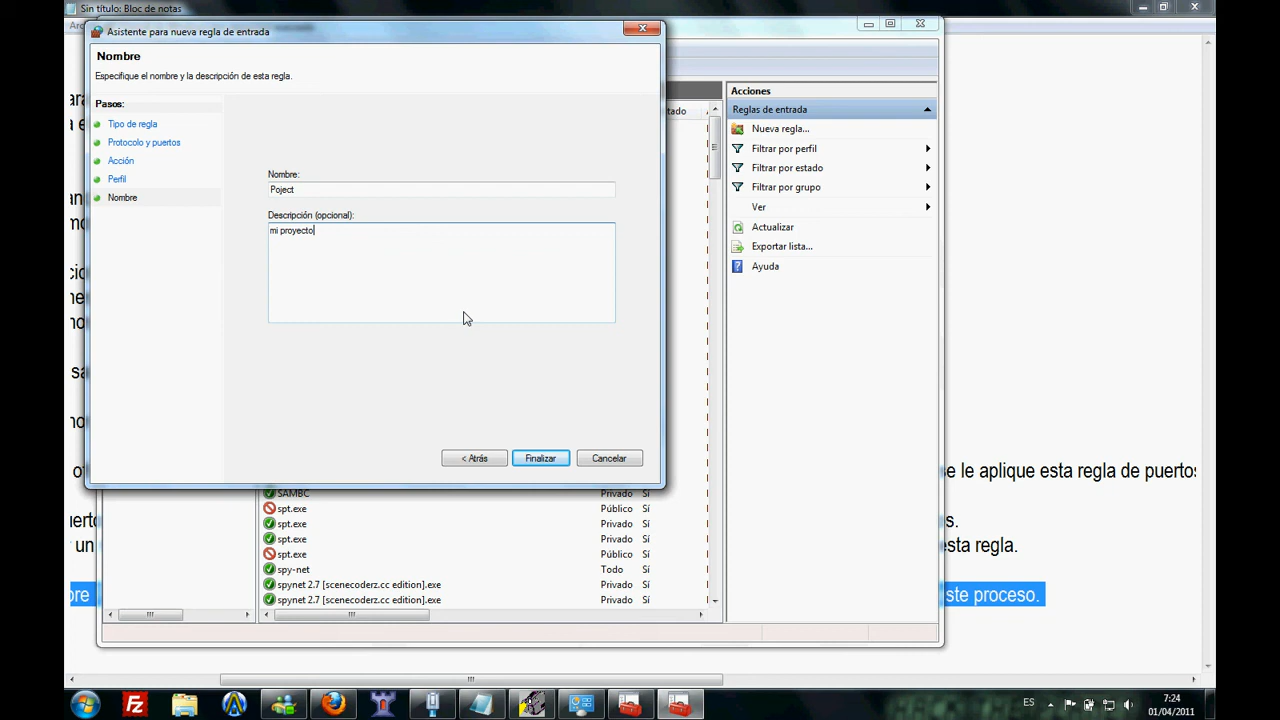 Sin título: Bloc de notas
Asistente para nueva regla de entrada
Nombre
Especifique el nombre y la descripción de esta regla.
Pasos:
Tipo de regla
Protocolo y puertos
Acción
Perfil
Nombre
Nombre:
Poject
Descripción (opcional):
mi proyecto
< Atrás
Finalizar
Cancelar
Acciones
Reglas de entrada
Nueva regla...
Filtrar por perfil
Filtrar por estado
Filtrar por grupo
Ver
Actualizar
Exportar lista...
Ayuda
SAMBC Privado Sí
spt.exe Público Sí
spt.exe Privado Sí
spt.exe Privado Sí
spt.exe Público Sí
spy-net Todo Sí
spynet 2.7 [scenecoderz.cc edition].exe Privado Sí
spynet 2.7 [scenecoderz.cc edition].exe Privado Sí
e le aplique esta regla de puertos
s.
un
esta regla.
ste proceso.
ES
7:24
01/04/2011